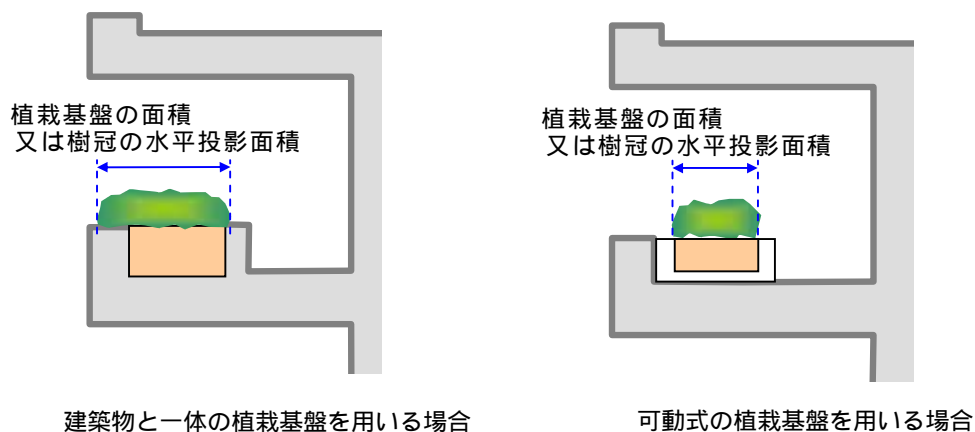 植栽基盤の面積
又は樹冠の水平投影面積
植栽基盤の面積
又は樹冠の水平投影面積
建築物と一体の植栽基盤を用いる場合
可動式の植栽基盤を用いる場合